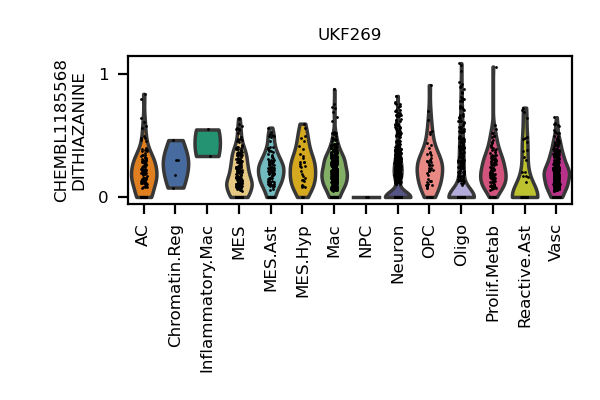 UKF269
CHEMBL1185568
DITHIAZANINE
1
0
AC
Chromatin.Reg
Inflammatory.Mac
MES
MES.Ast
MES.Hyp
Mac
NPC
Neuron
OPC
Oligo
Prolif.Metab
Reactive.Ast
Vasc